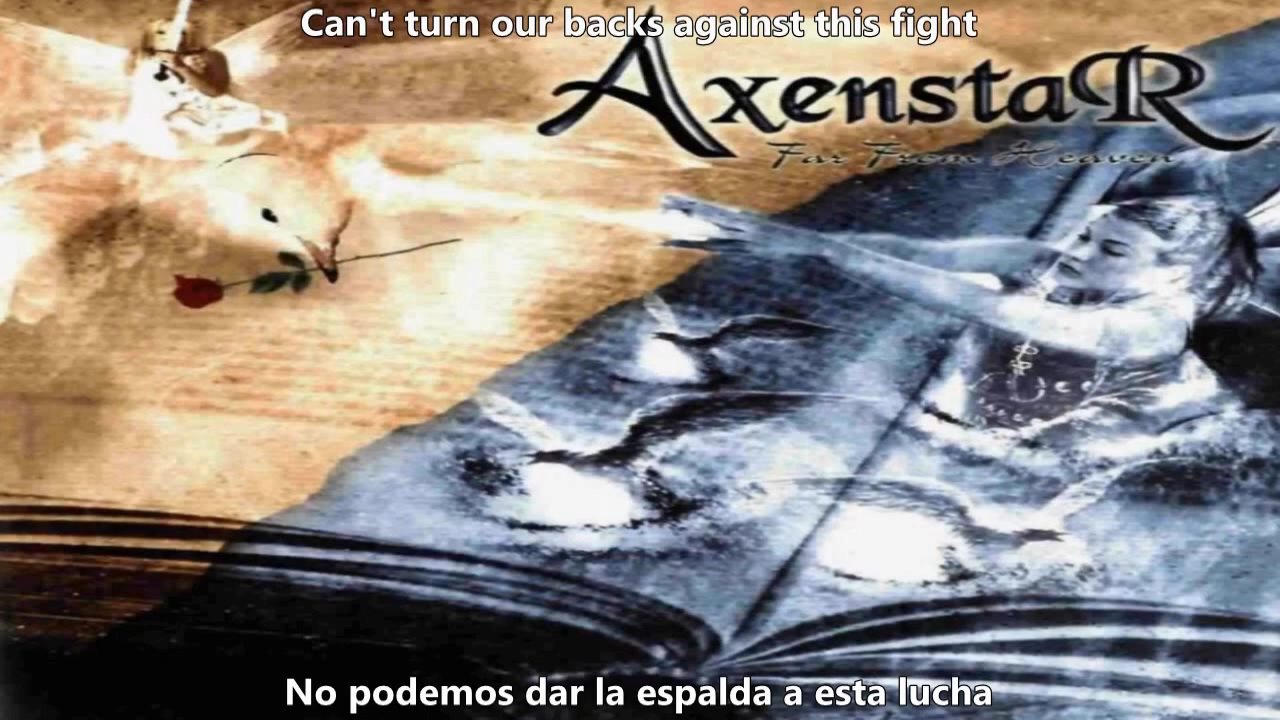 Can't turn our backs against this fight
AxenstaR
Far From Heaven
No podemos dar la espalda a esta lucha